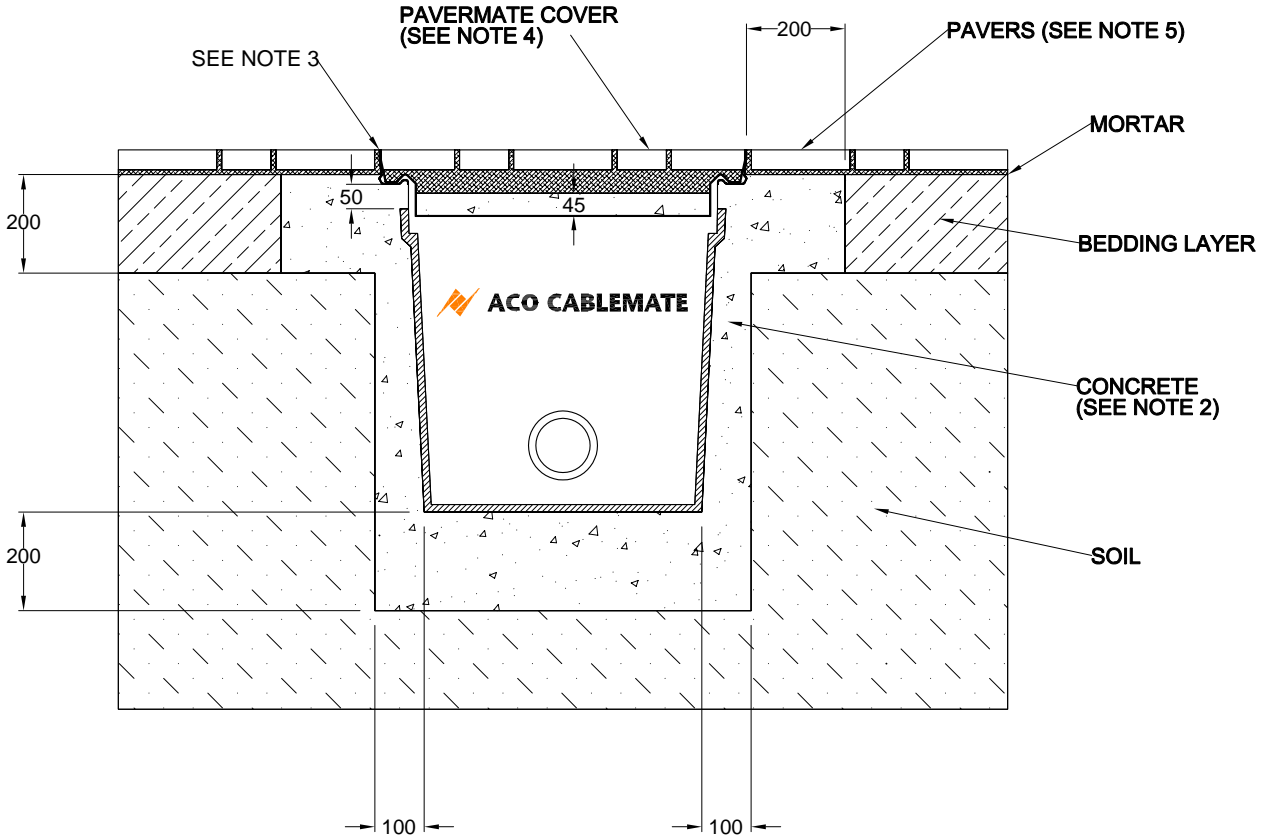 PAVERMATE COVER
(SEE NOTE 4)
200
PAVERS (SEE NOTE 5)
SEE NOTE 3
MORTAR
50
45
200
BEDDING LAYER
ACO CABLEMATE
CONCRETE
(SEE NOTE 2)
200
SOIL
100
100